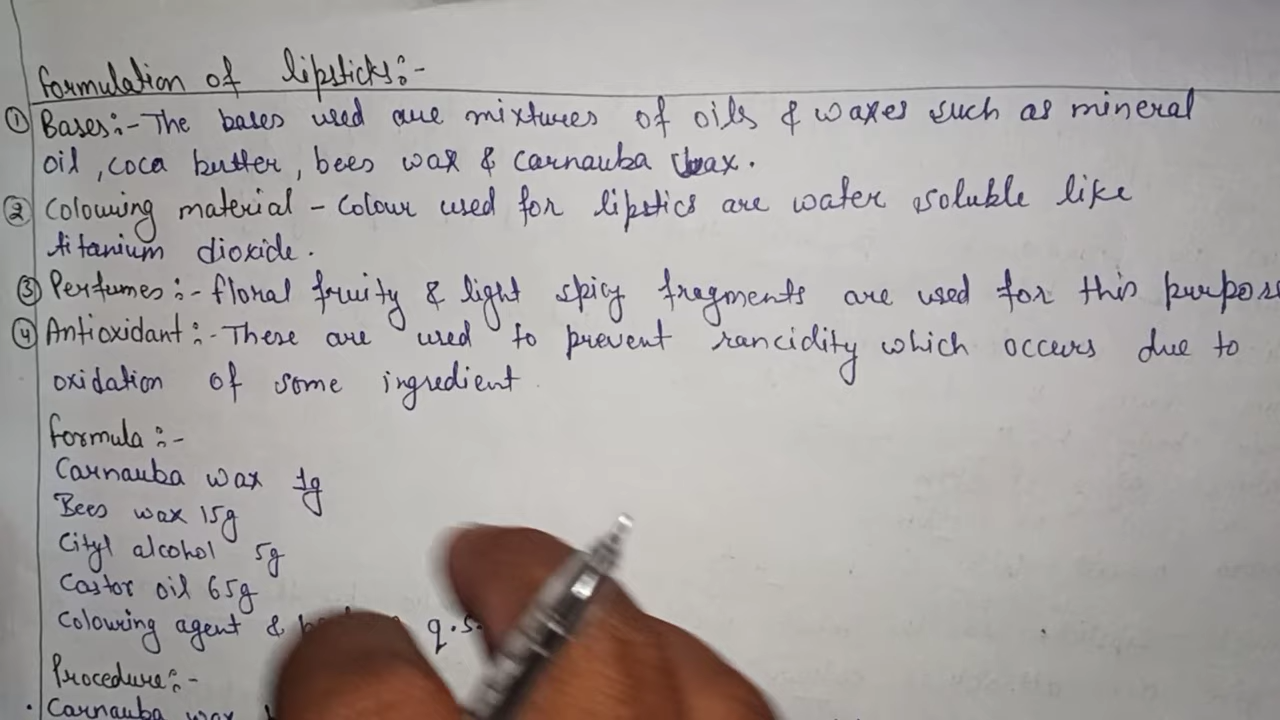 Formulation of lipsticks:-
① Bases:- The bases used are mixtures of oils & waxes such as mineral
oil, coca butter, bees wax & carnauba wax.
② Colouring material - Colour used for lipstics are water soluble like
titanium dioxide.
③ Perfumes:- floral fruity & light spicy fragments are used for this purpose
④ Antioxidant:- These are used to prevent rancidity which occurs due to
oxidation of some ingredient.
Formula:-
Carnauba wax 1g
Bees wax 15g
Cityl alcohol 5g
Castor oil 65g
Colouring agent & q.s.
Procedure:-
• Carnauba wax